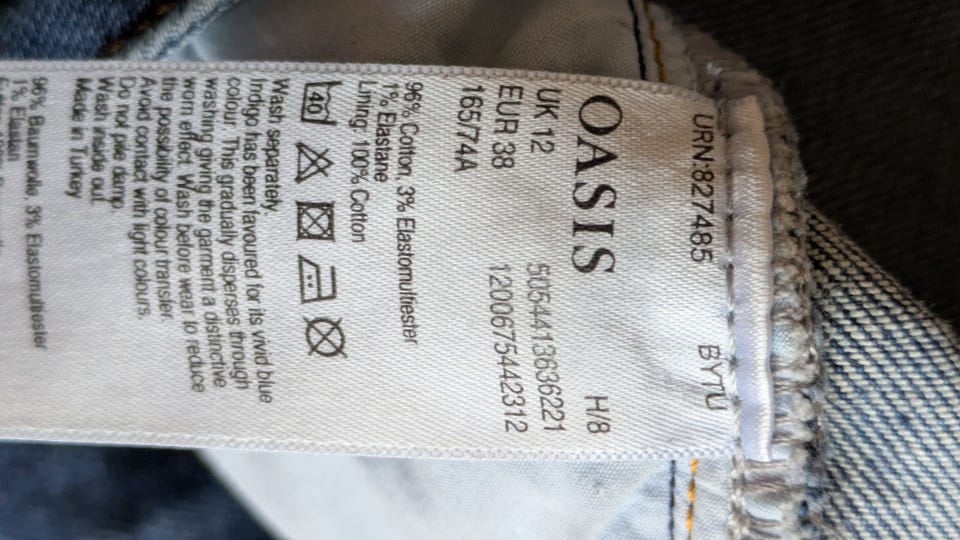 URN:827485 BYTU
OASIS
H/8
UK 12 5054413636221
EUR 38 1200675442312
165/74A
96% Cotton, 3% Elastomultiester
1% Elastane
Lining: 100% Cotton
40
Wash separately.
Indigo has been favoured for its vivid blue
colour. This gradually disperses through
washing giving the garment a distinctive
worn effect. Wash before wear to reduce
the possibility of colour transfer.
Avoid contact with light colours.
Do not pile damp.
Wash inside out.
Made in Turkey
96% Baumwolle, 3% Elastomultiester
1% Elastan